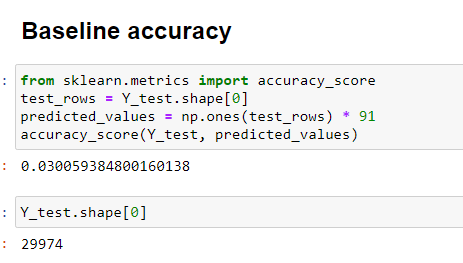 Baseline accuracy
: from sklearn.metrics import accuracy_score
test_rows = Y_test.shape[0]
predicted_values = np.ones(test_rows) * 91
accuracy_score(Y_test, predicted_values)
: 0.030059384800160138
: Y_test.shape[0]
: 29974